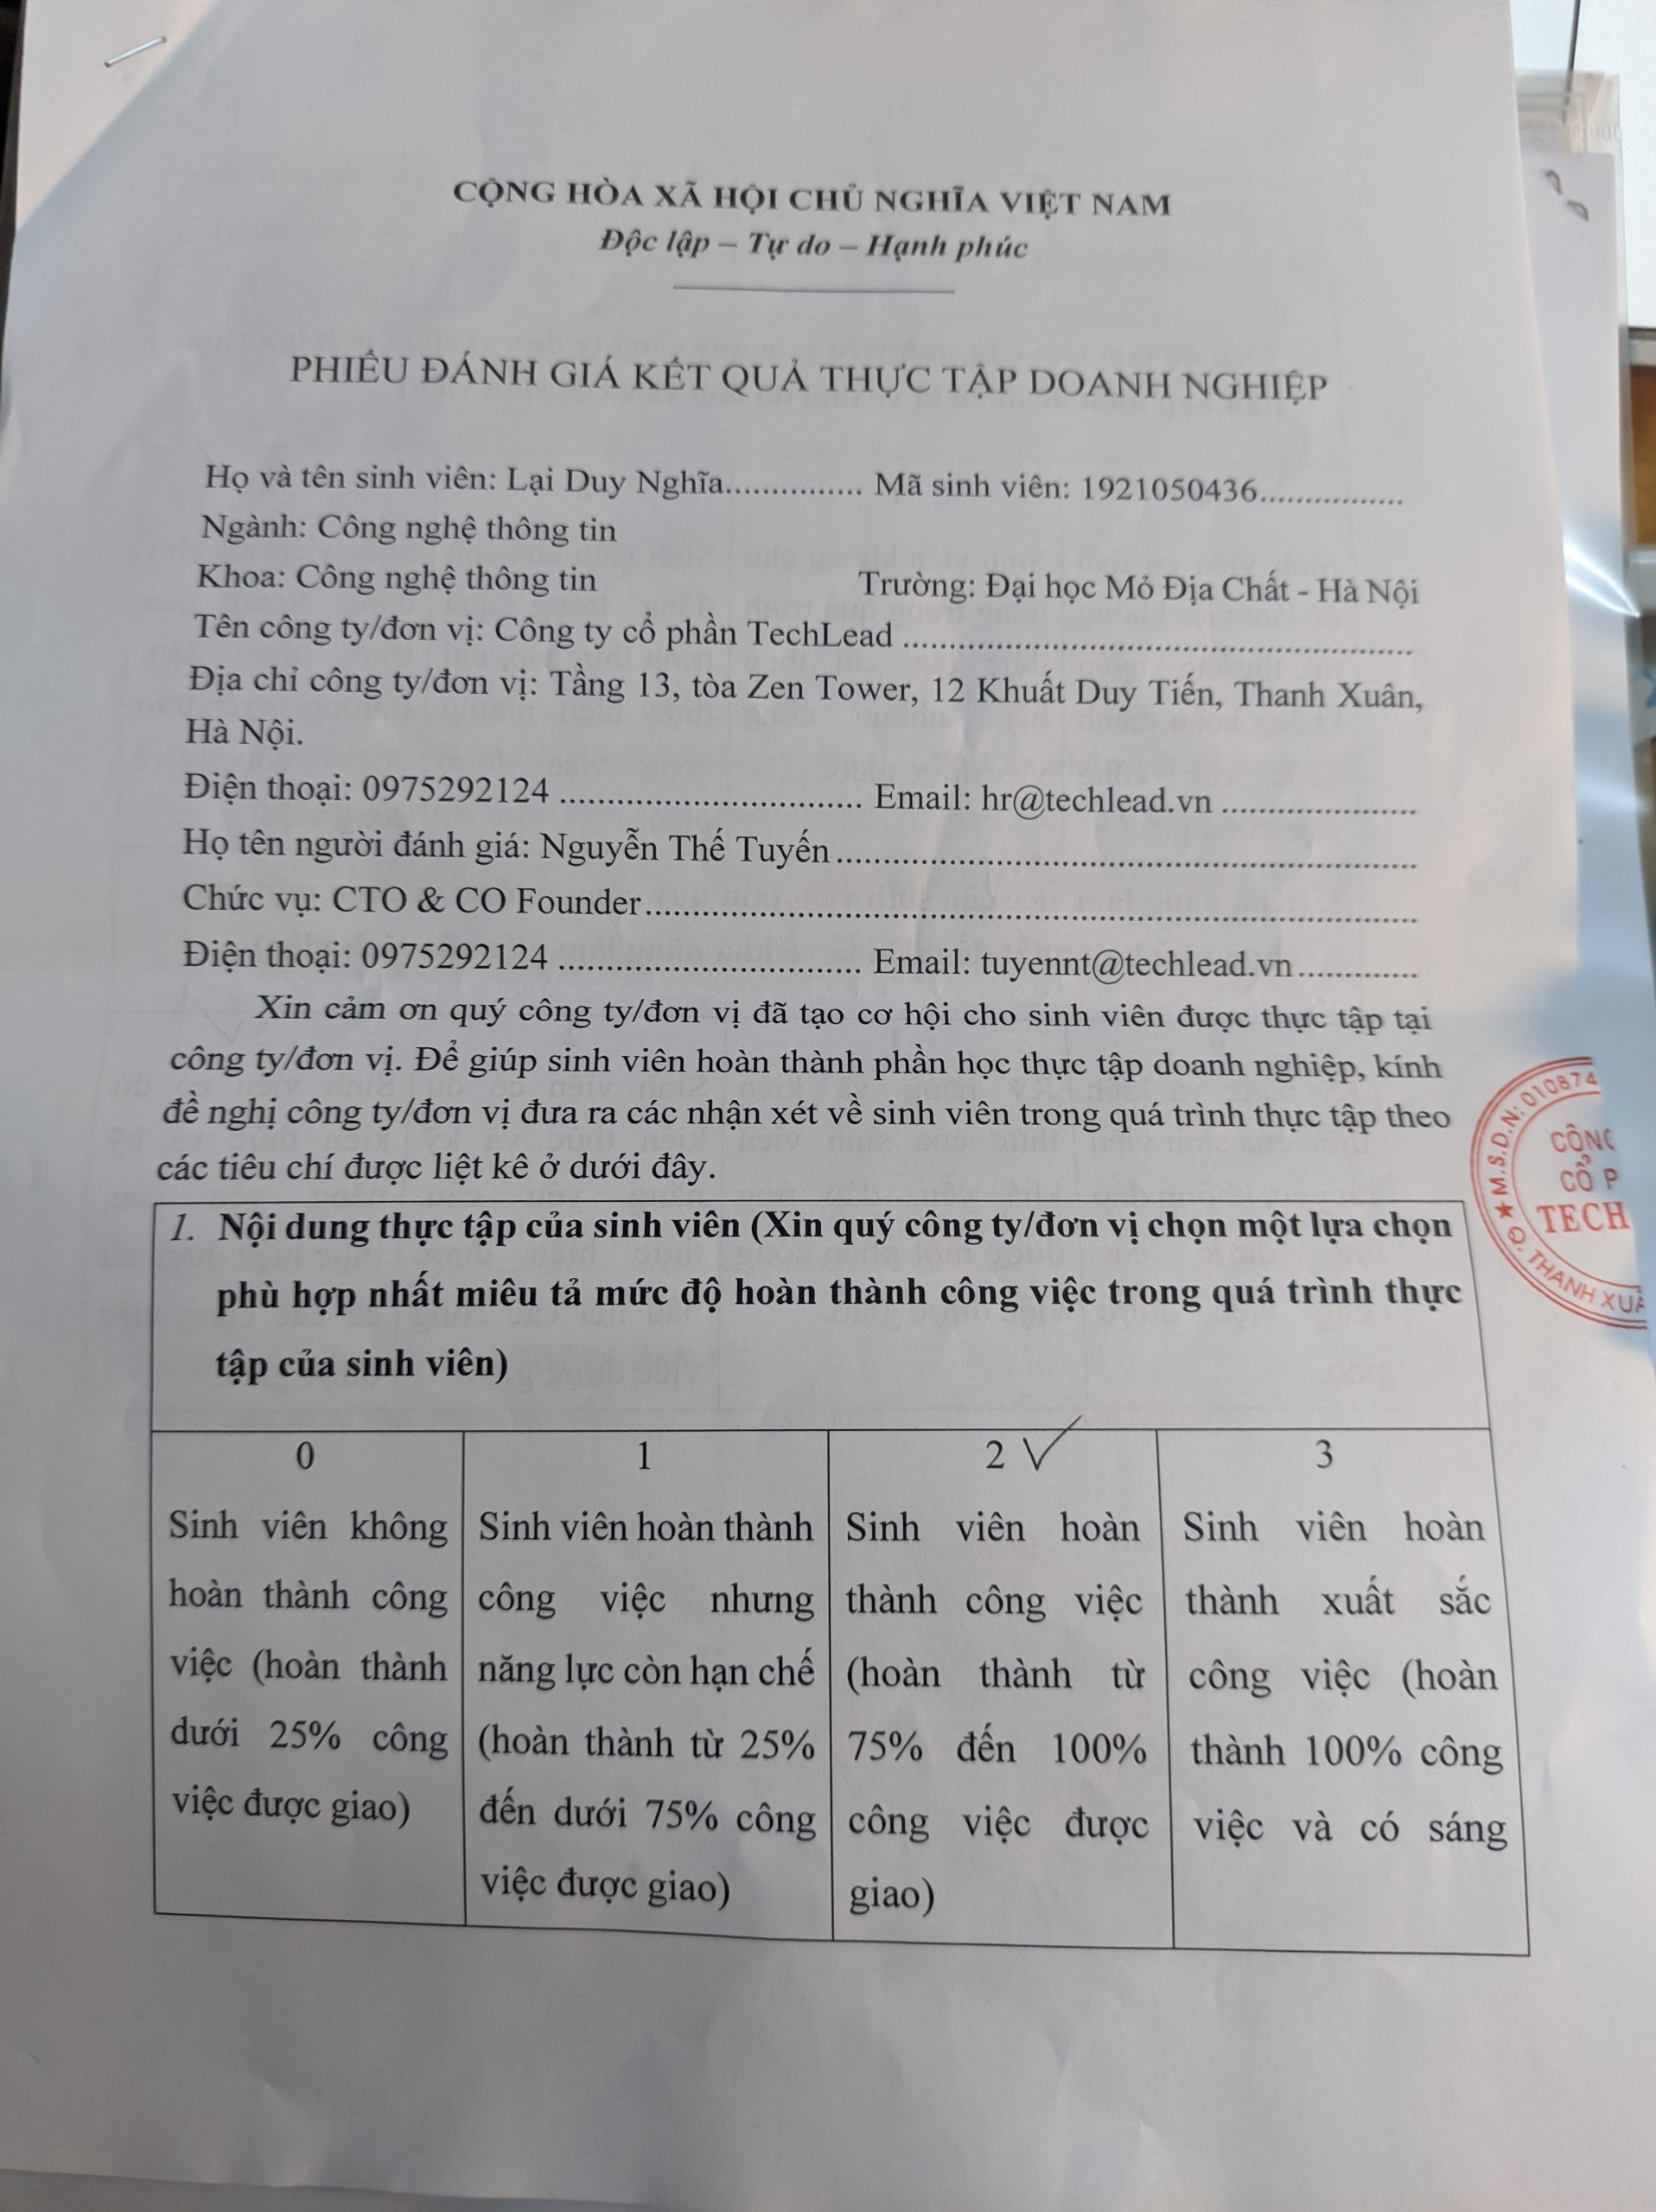 CỘNG HÒA XÃ HỘI CHỦ NGHĨA VIỆT NAM
Độc lập – Tự do – Hạnh phúc
PHIẾU ĐÁNH GIÁ KẾT QUẢ THỰC TẬP DOANH NGHIỆP
Họ và tên sinh viên: Lại Duy Nghĩa............... Mã sinh viên: 1921050436................
Ngành: Công nghệ thông tin
Khoa: Công nghệ thông tin Trường: Đại học Mỏ Địa Chất - Hà Nội
Tên công ty/đơn vị: Công ty cổ phần TechLead ......................................................
Địa chỉ công ty/đơn vị: Tầng 13, tòa Zen Tower, 12 Khuất Duy Tiến, Thanh Xuân,
Hà Nội.
Điện thoại: 0975292124 ................................ Email: hr@techlead.vn .....................
Họ tên người đánh giá: Nguyễn Thế Tuyến..............................................................
Chức vụ: CTO & CO Founder..................................................................................
Điện thoại: 0975292124 ................................ Email: tuyennt@techlead.vn.............
Xin cảm ơn quý công ty/đơn vị đã tạo cơ hội cho sinh viên được thực tập tại
công ty/đơn vị. Để giúp sinh viên hoàn thành phần học thực tập doanh nghiệp, kính
đề nghị công ty/đơn vị đưa ra các nhận xét về sinh viên trong quá trình thực tập theo
các tiêu chí được liệt kê ở dưới đây.
1. Nội dung thực tập của sinh viên (Xin quý công ty/đơn vị chọn một lựa chọn
phù hợp nhất miêu tả mức độ hoàn thành công việc trong quá trình thực
tập của sinh viên)
0
Sinh viên không
hoàn thành công
việc (hoàn thành
dưới 25% công
việc được giao)
1
Sinh viên hoàn thành
công việc nhưng
năng lực còn hạn chế
(hoàn thành từ 25%
đến dưới 75% công
việc được giao)
2 ✓
Sinh viên hoàn
thành công việc
(hoàn thành từ
75% đến 100%
công việc được
giao)
3
Sinh viên hoàn
thành xuất sắc
công việc (hoàn
thành 100% công
việc và có sáng
★ M.S.D.N: 010874
CÔNG
CỔ P
TECH
Q. THANH XUÂ